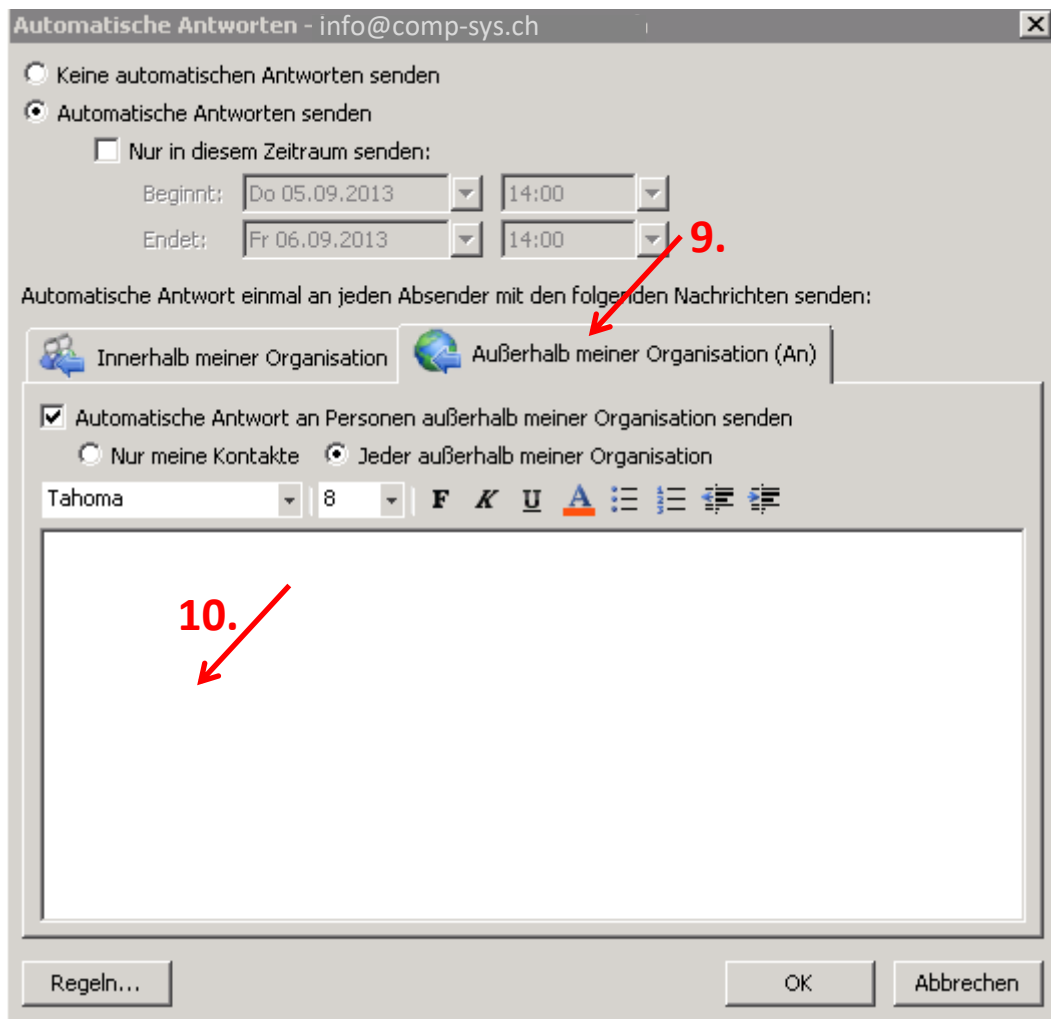 Automatische Antworten - info@comp-sys.ch
Keine automatischen Antworten senden
Automatische Antworten senden
Nur in diesem Zeitraum senden:
Beginnt: Do 05.09.2013 14:00
Endet: Fr 06.09.2013 14:00
9.
Automatische Antwort einmal an jeden Absender mit den folgenden Nachrichten senden:
Innerhalb meiner Organisation Außerhalb meiner Organisation (An)
Automatische Antwort an Personen außerhalb meiner Organisation senden
Nur meine Kontakte Jeder außerhalb meiner Organisation
Tahoma 8 F K U A
10.
Regeln... OK Abbrechen